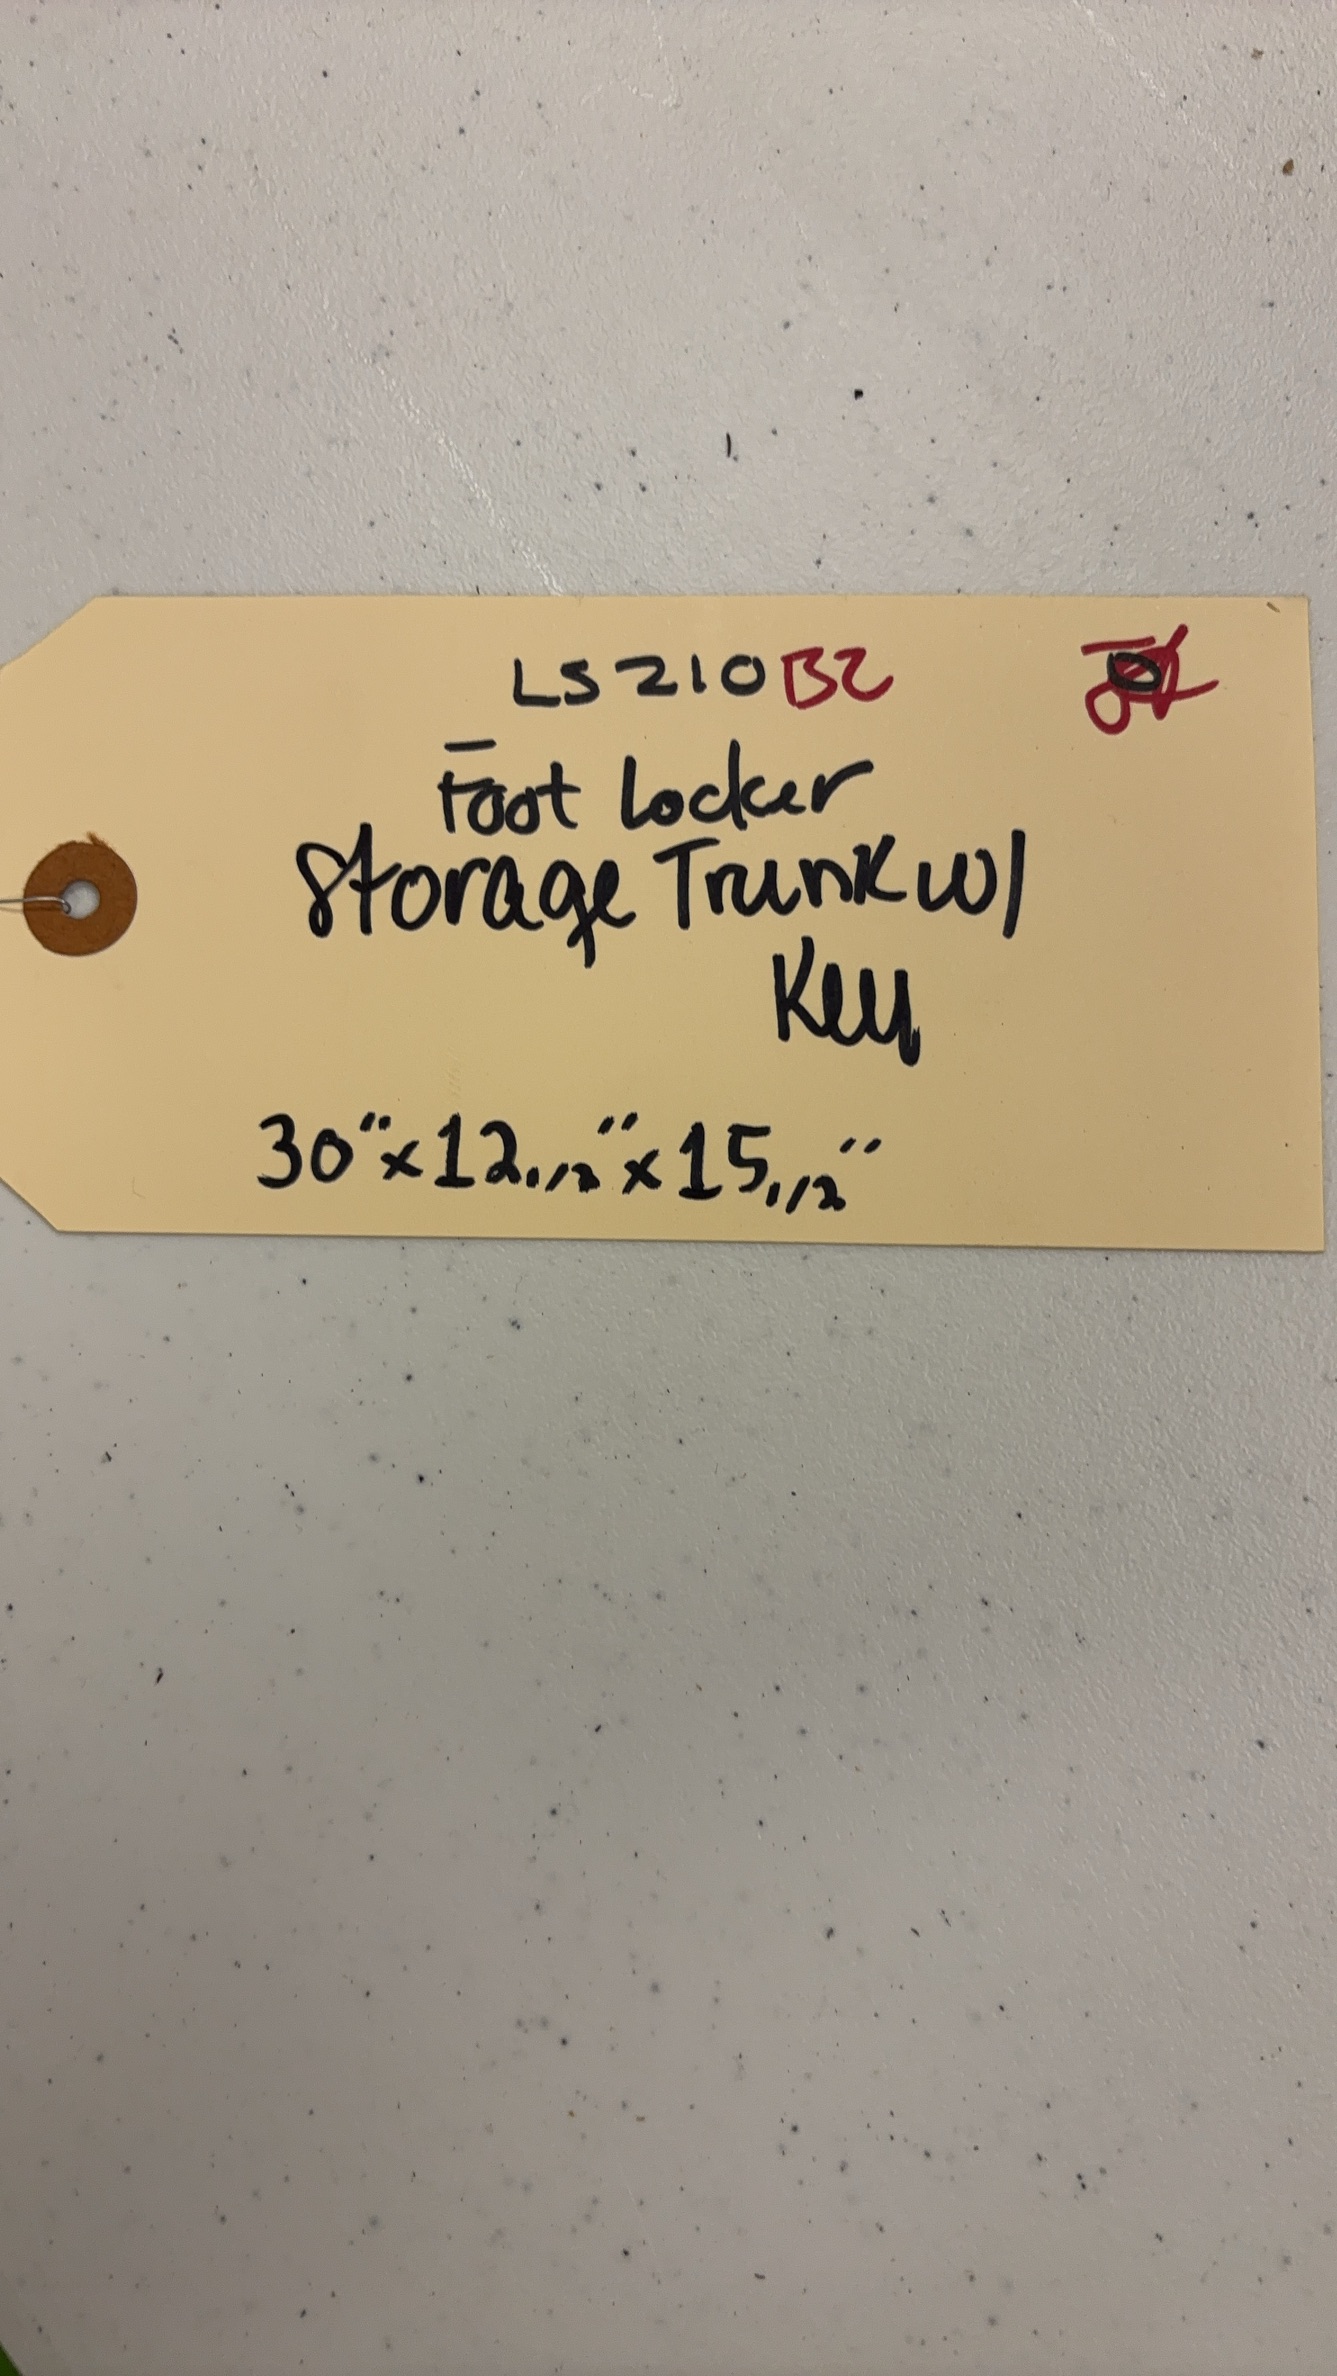 LS210B2
Foot Locker
Storage Trunk w/
Key
30"x12.1/2"x15.1/2"